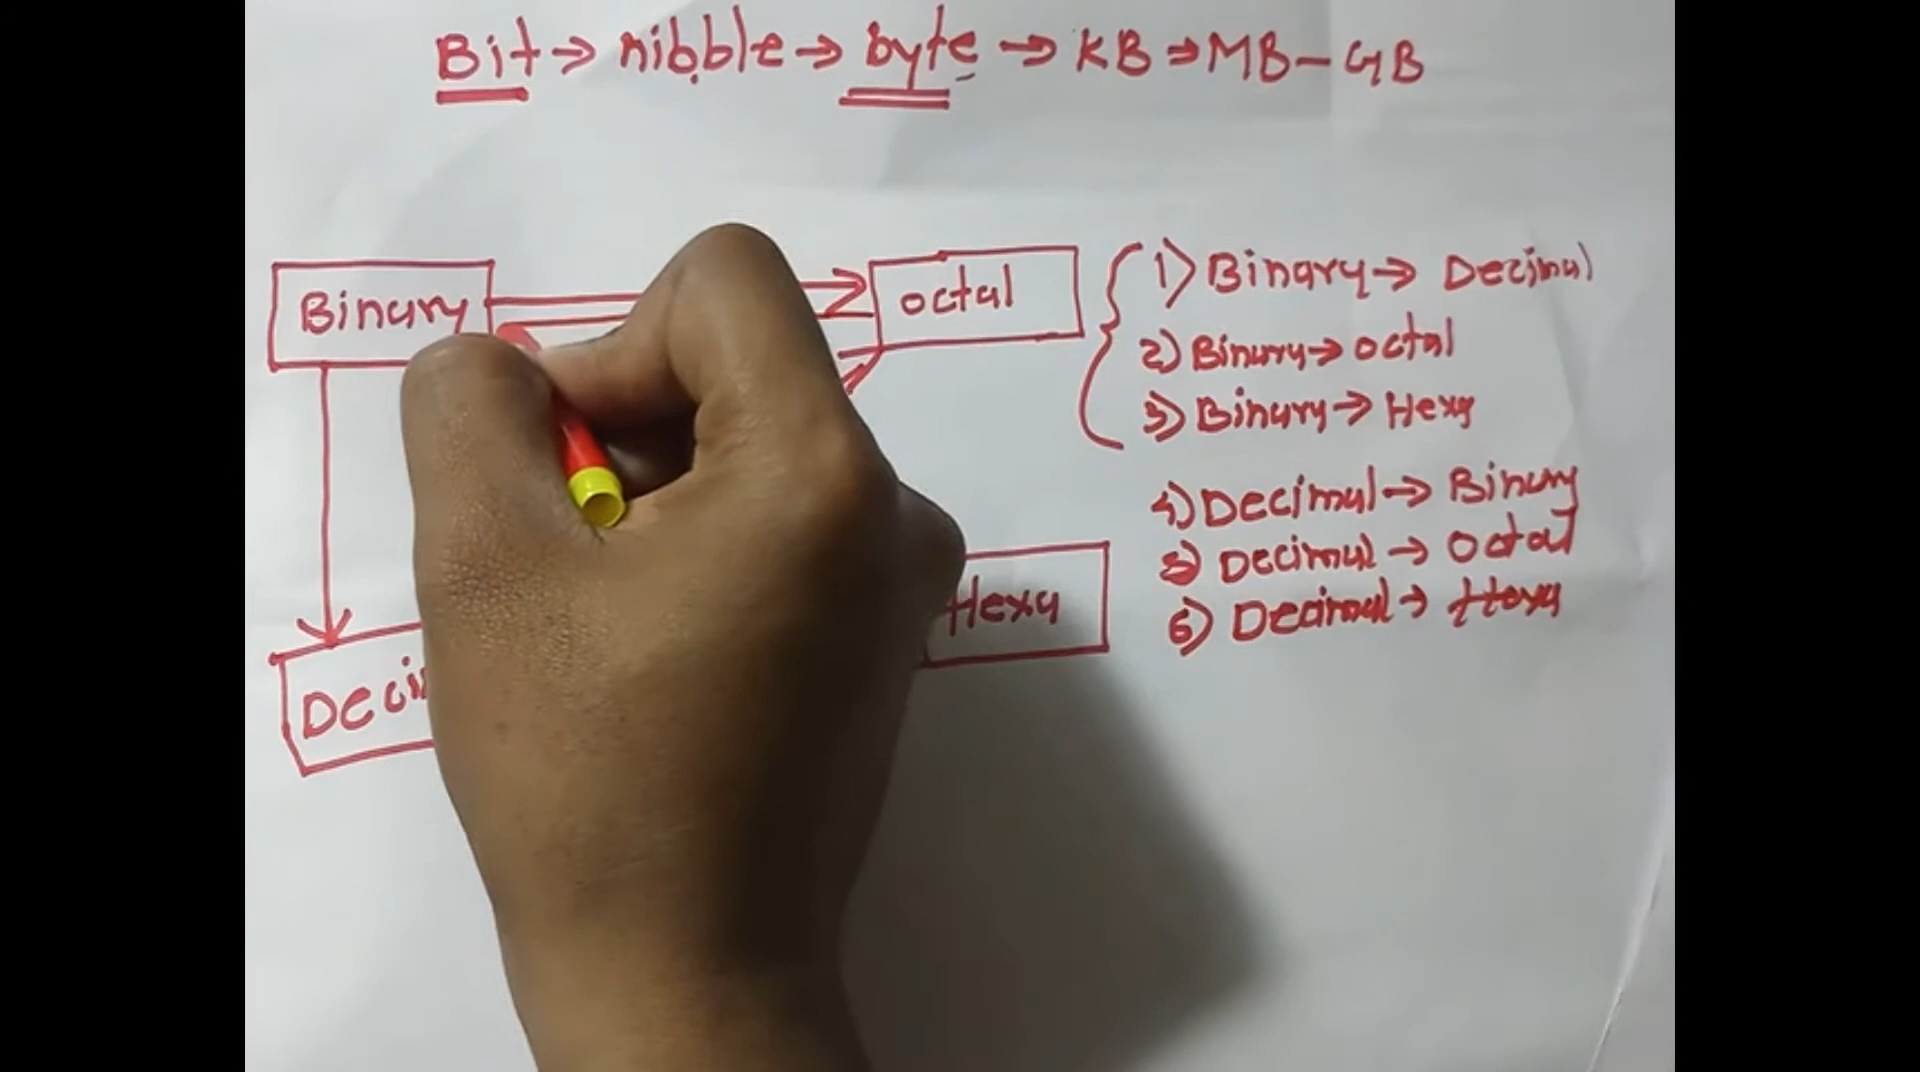 Bit → nibble → byte → KB → MB - GB
Binary
octal
1) Binary → Decimal
2) Binary → octal
3) Binary → Hexa
4) Decimal → Binary
5) Decimal → Octal
6) Decimal → Hexa
Hexa
Deci